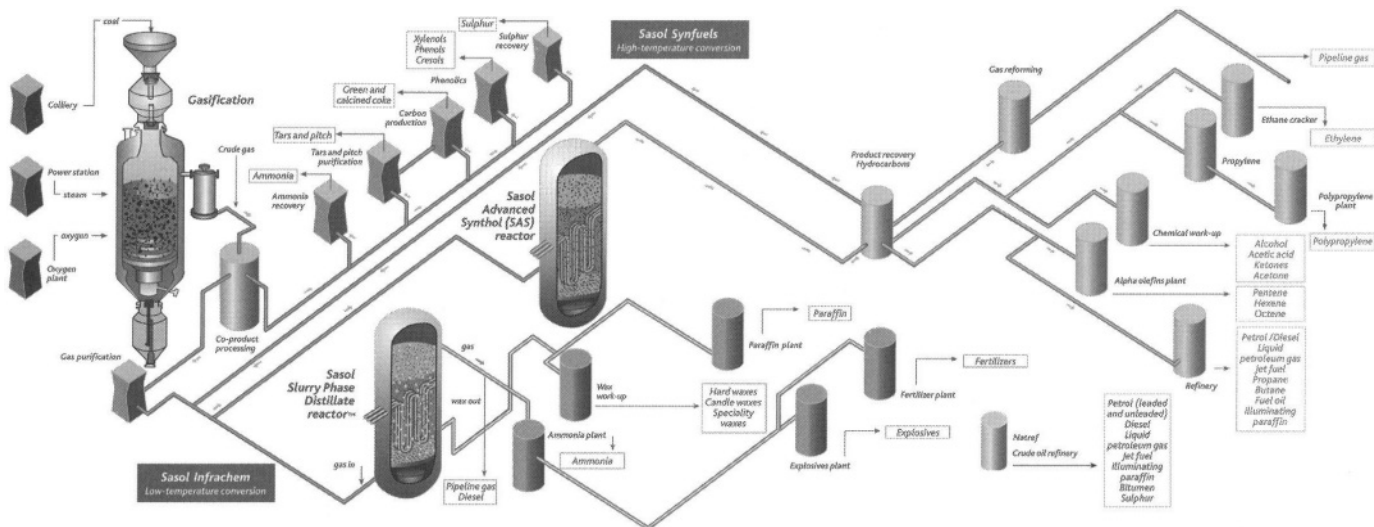 coal
Colliery
Gasification
Power station
steam
oxygen
Oxygen
plant
Crude gas
Gas purification
Co-product
processing
Ammonia
Ammonia
recovery
Tars and pitch
Tars and pitch
purification
Green and
calcined coke
Carbon
production
Xylenols
Phenols
Cresols
Phenolics
Sulphur
Sulphur
recovery
Sasol Synfuels
High-temperature conversion
Sasol
Advanced
Synthol (SAS)
reactor
Product recovery
Hydrocarbons
Gas reforming
Pipeline gas
Ethane cracker
Ethylene
Propylene
Polypropylene
plant
Polypropylene
Chemical work-up
Alcohol
Acetic acid
Ketones
Acetone
Alpha olefins plant
Pentene
Hexene
Octene
Refinery
Petrol/Diesel
Liquid
petroleum gas
Jet fuel
Propane
Butane
Fuel oil
Illuminating
paraffin
Sasol
Slurry Phase
Distillate
reactor™
Sasol Infrachem
Low-temperature conversion
gas in
gas
wax out
Pipeline gas
Diesel
Wax
work-up
Hard waxes
Candle waxes
Speciality
waxes
Paraffin plant
Paraffin
Ammonia plant
Ammonia
Fertilizer plant
Fertilizers
Explosives plant
Explosives
Natref
Crude oil refinery
Petrol (leaded
and unleaded)
Diesel
Liquid
petroleum gas
Jet fuel
Illuminating
paraffin
Bitumen
Sulphur